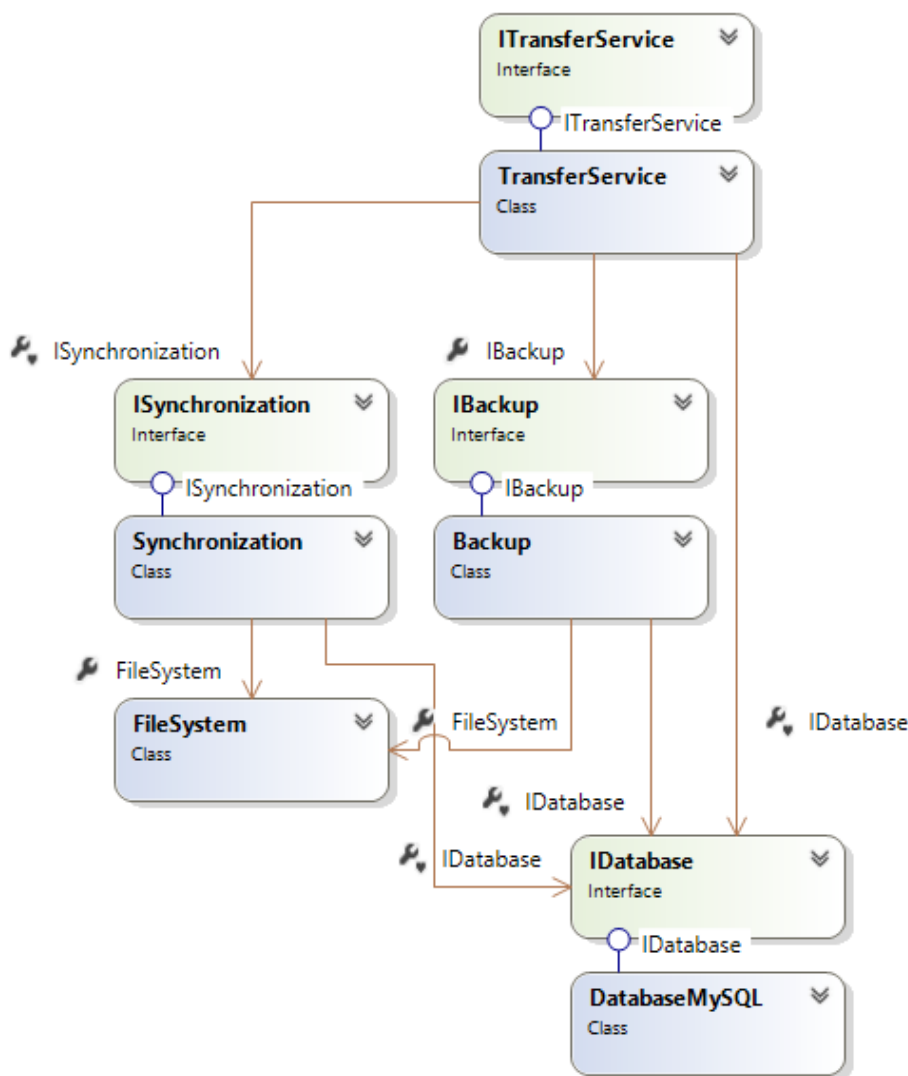 ITransferService
Interface
ITransferService
TransferService
Class
ISynchronization
IBackup
ISynchronization
Interface
IBackup
Interface
ISynchronization
IBackup
Synchronization
Class
Backup
Class
FileSystem
FileSystem
Class
FileSystem
IDatabase
IDatabase
IDatabase
IDatabase
Interface
IDatabase
DatabaseMySQL
Class